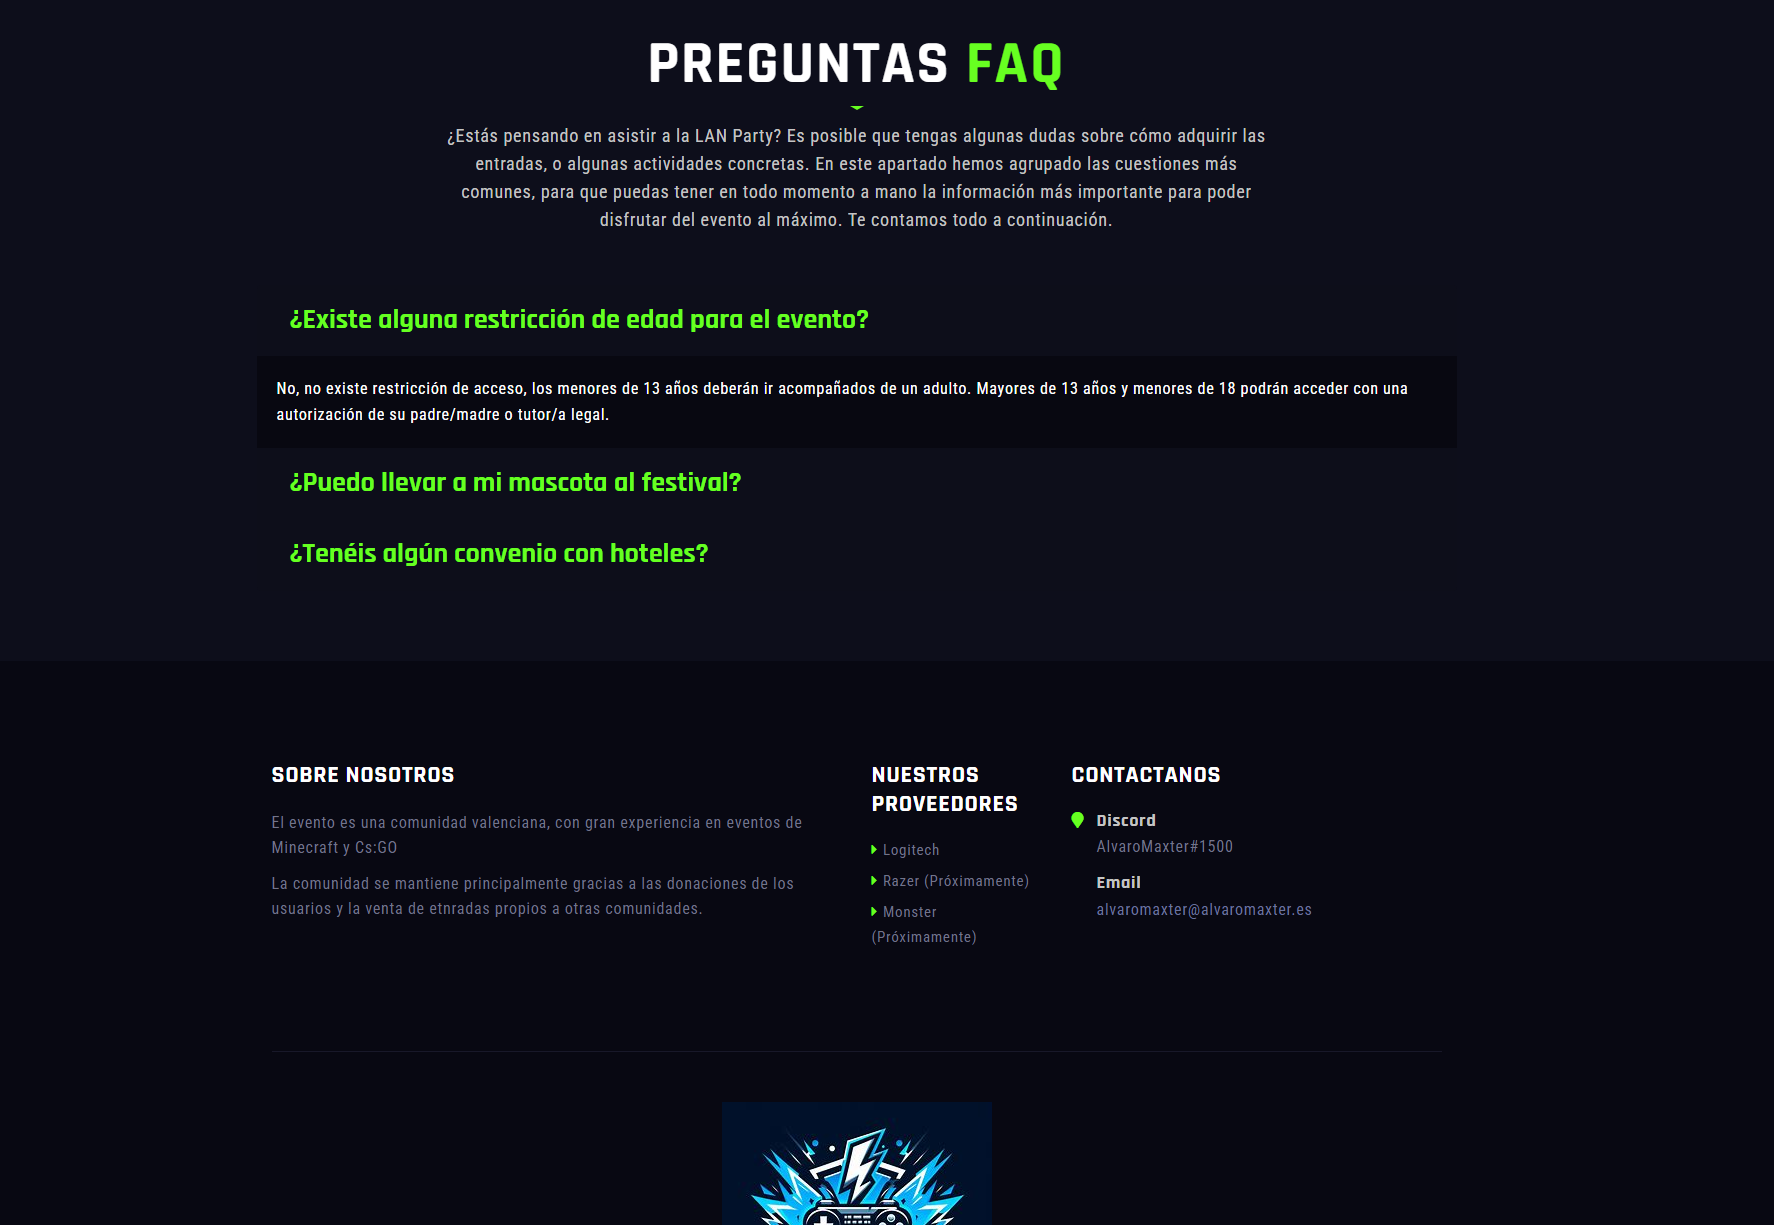 PREGUNTAS FAQ
¿Estás pensando en asistir a la LAN Party? Es posible que tengas algunas dudas sobre cómo adquirir las
entradas, o algunas actividades concretas. En este apartado hemos agrupado las cuestiones más
comunes, para que puedas tener en todo momento a mano la información más importante para poder
disfrutar del evento al máximo. Te contamos todo a continuación.
¿Existe alguna restricción de edad para el evento?
No, no existe restricción de acceso, los menores de 13 años deberán ir acompañados de un adulto. Mayores de 13 años y menores de 18 podrán acceder con una
autorización de su padre/madre o tutor/a legal.
¿Puedo llevar a mi mascota al festival?
¿Tenéis algún convenio con hoteles?
SOBRE NOSOTROS
El evento es una comunidad valenciana, con gran experiencia en eventos de
Minecraft y Cs:GO
La comunidad se mantiene principalmente gracias a las donaciones de los
usuarios y la venta de etnradas propios a otras comunidades.
NUESTROS
PROVEEDORES
Logitech
Razer (Próximamente)
Monster
(Próximamente)
CONTACTANOS
Discord
AlvaroMaxter#1500
Email
alvaromaxter@alvaromaxter.es